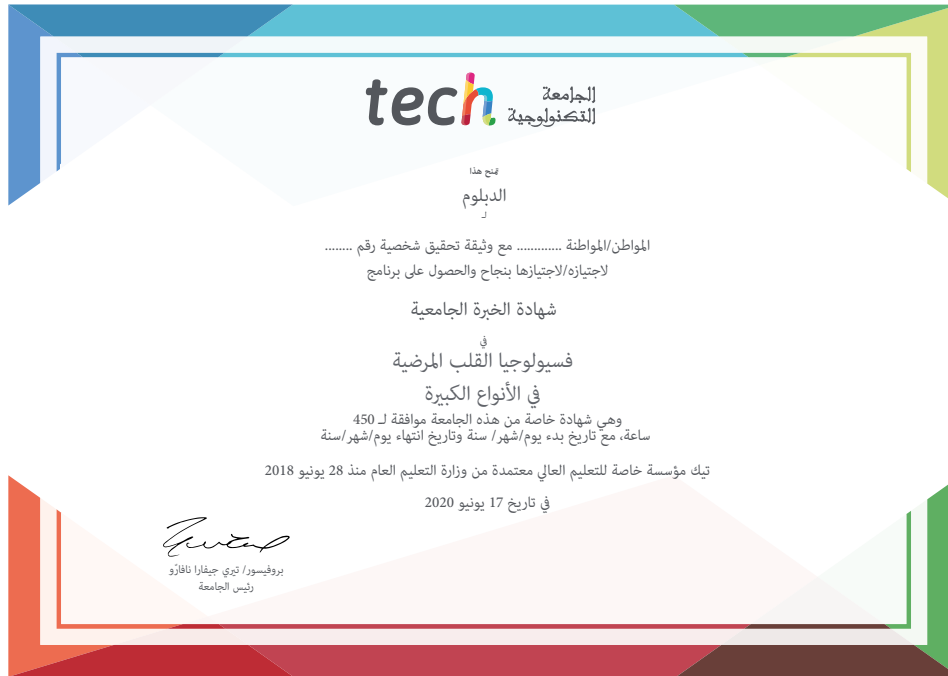 tech الجامعة
التكنولوجية
تمنح هذا
الدبلوم
لـ
المواطن/المواطنة ............. مع وثيقة تحقيق شخصية رقم ........
لاجتيازه/لاجتيازها بنجاح والحصول على برنامج
شهادة الخبرة الجامعية
في
فسيولوجيا القلب المرضية
في الأنواع الكبيرة
وهي شهادة خاصة من هذه الجامعة موافقة لـ 450
ساعة، مع تاريخ بدء يوم/شهر/ سنة وتاريخ انتهاء يوم/شهر/سنة
تيك مؤسسة خاصة للتعليم العالي معتمدة من وزارة التعليم العام منذ 28 يونيو 2018
في تاريخ 17 يونيو 2020
بروفيسور/ تيري جيفارا نافارّو
رئيس الجامعة